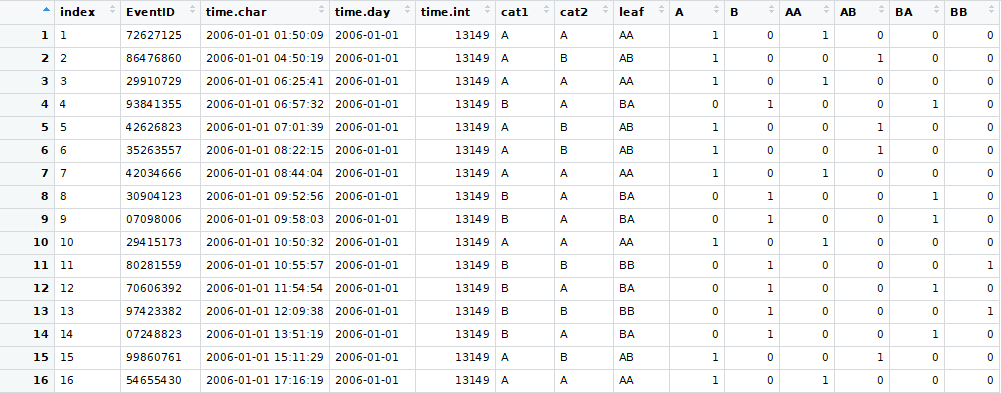 index EventID time.char time.day time.int cat1 cat2 leaf A B AA AB BA BB
1 1 72627125 2006-01-01 01:50:09 2006-01-01 13149 A A AA 1 0 1 0 0 0
2 2 86476860 2006-01-01 04:50:19 2006-01-01 13149 A B AB 1 0 0 1 0 0
3 3 29910729 2006-01-01 06:25:41 2006-01-01 13149 A A AA 1 0 1 0 0 0
4 4 93841355 2006-01-01 06:57:32 2006-01-01 13149 B A BA 0 1 0 0 1 0
5 5 42626823 2006-01-01 07:01:39 2006-01-01 13149 A B AB 1 0 0 1 0 0
6 6 35263557 2006-01-01 08:22:15 2006-01-01 13149 A B AB 1 0 0 1 0 0
7 7 42034666 2006-01-01 08:44:04 2006-01-01 13149 A A AA 1 0 1 0 0 0
8 8 30904123 2006-01-01 09:52:56 2006-01-01 13149 B A BA 0 1 0 0 1 0
9 9 07098006 2006-01-01 09:58:03 2006-01-01 13149 B A BA 0 1 0 0 1 0
10 10 29415173 2006-01-01 10:50:32 2006-01-01 13149 A A AA 1 0 1 0 0 0
11 11 80281559 2006-01-01 10:55:57 2006-01-01 13149 B B BB 0 1 0 0 0 1
12 12 70606392 2006-01-01 11:54:54 2006-01-01 13149 B A BA 0 1 0 0 1 0
13 13 97423382 2006-01-01 12:09:38 2006-01-01 13149 B B BB 0 1 0 0 0 1
14 14 07248823 2006-01-01 13:51:19 2006-01-01 13149 B A BA 0 1 0 0 1 0
15 15 99860761 2006-01-01 15:11:29 2006-01-01 13149 A B AB 1 0 0 1 0 0
16 16 54655430 2006-01-01 17:16:19 2006-01-01 13149 A A AA 1 0 1 0 0 0